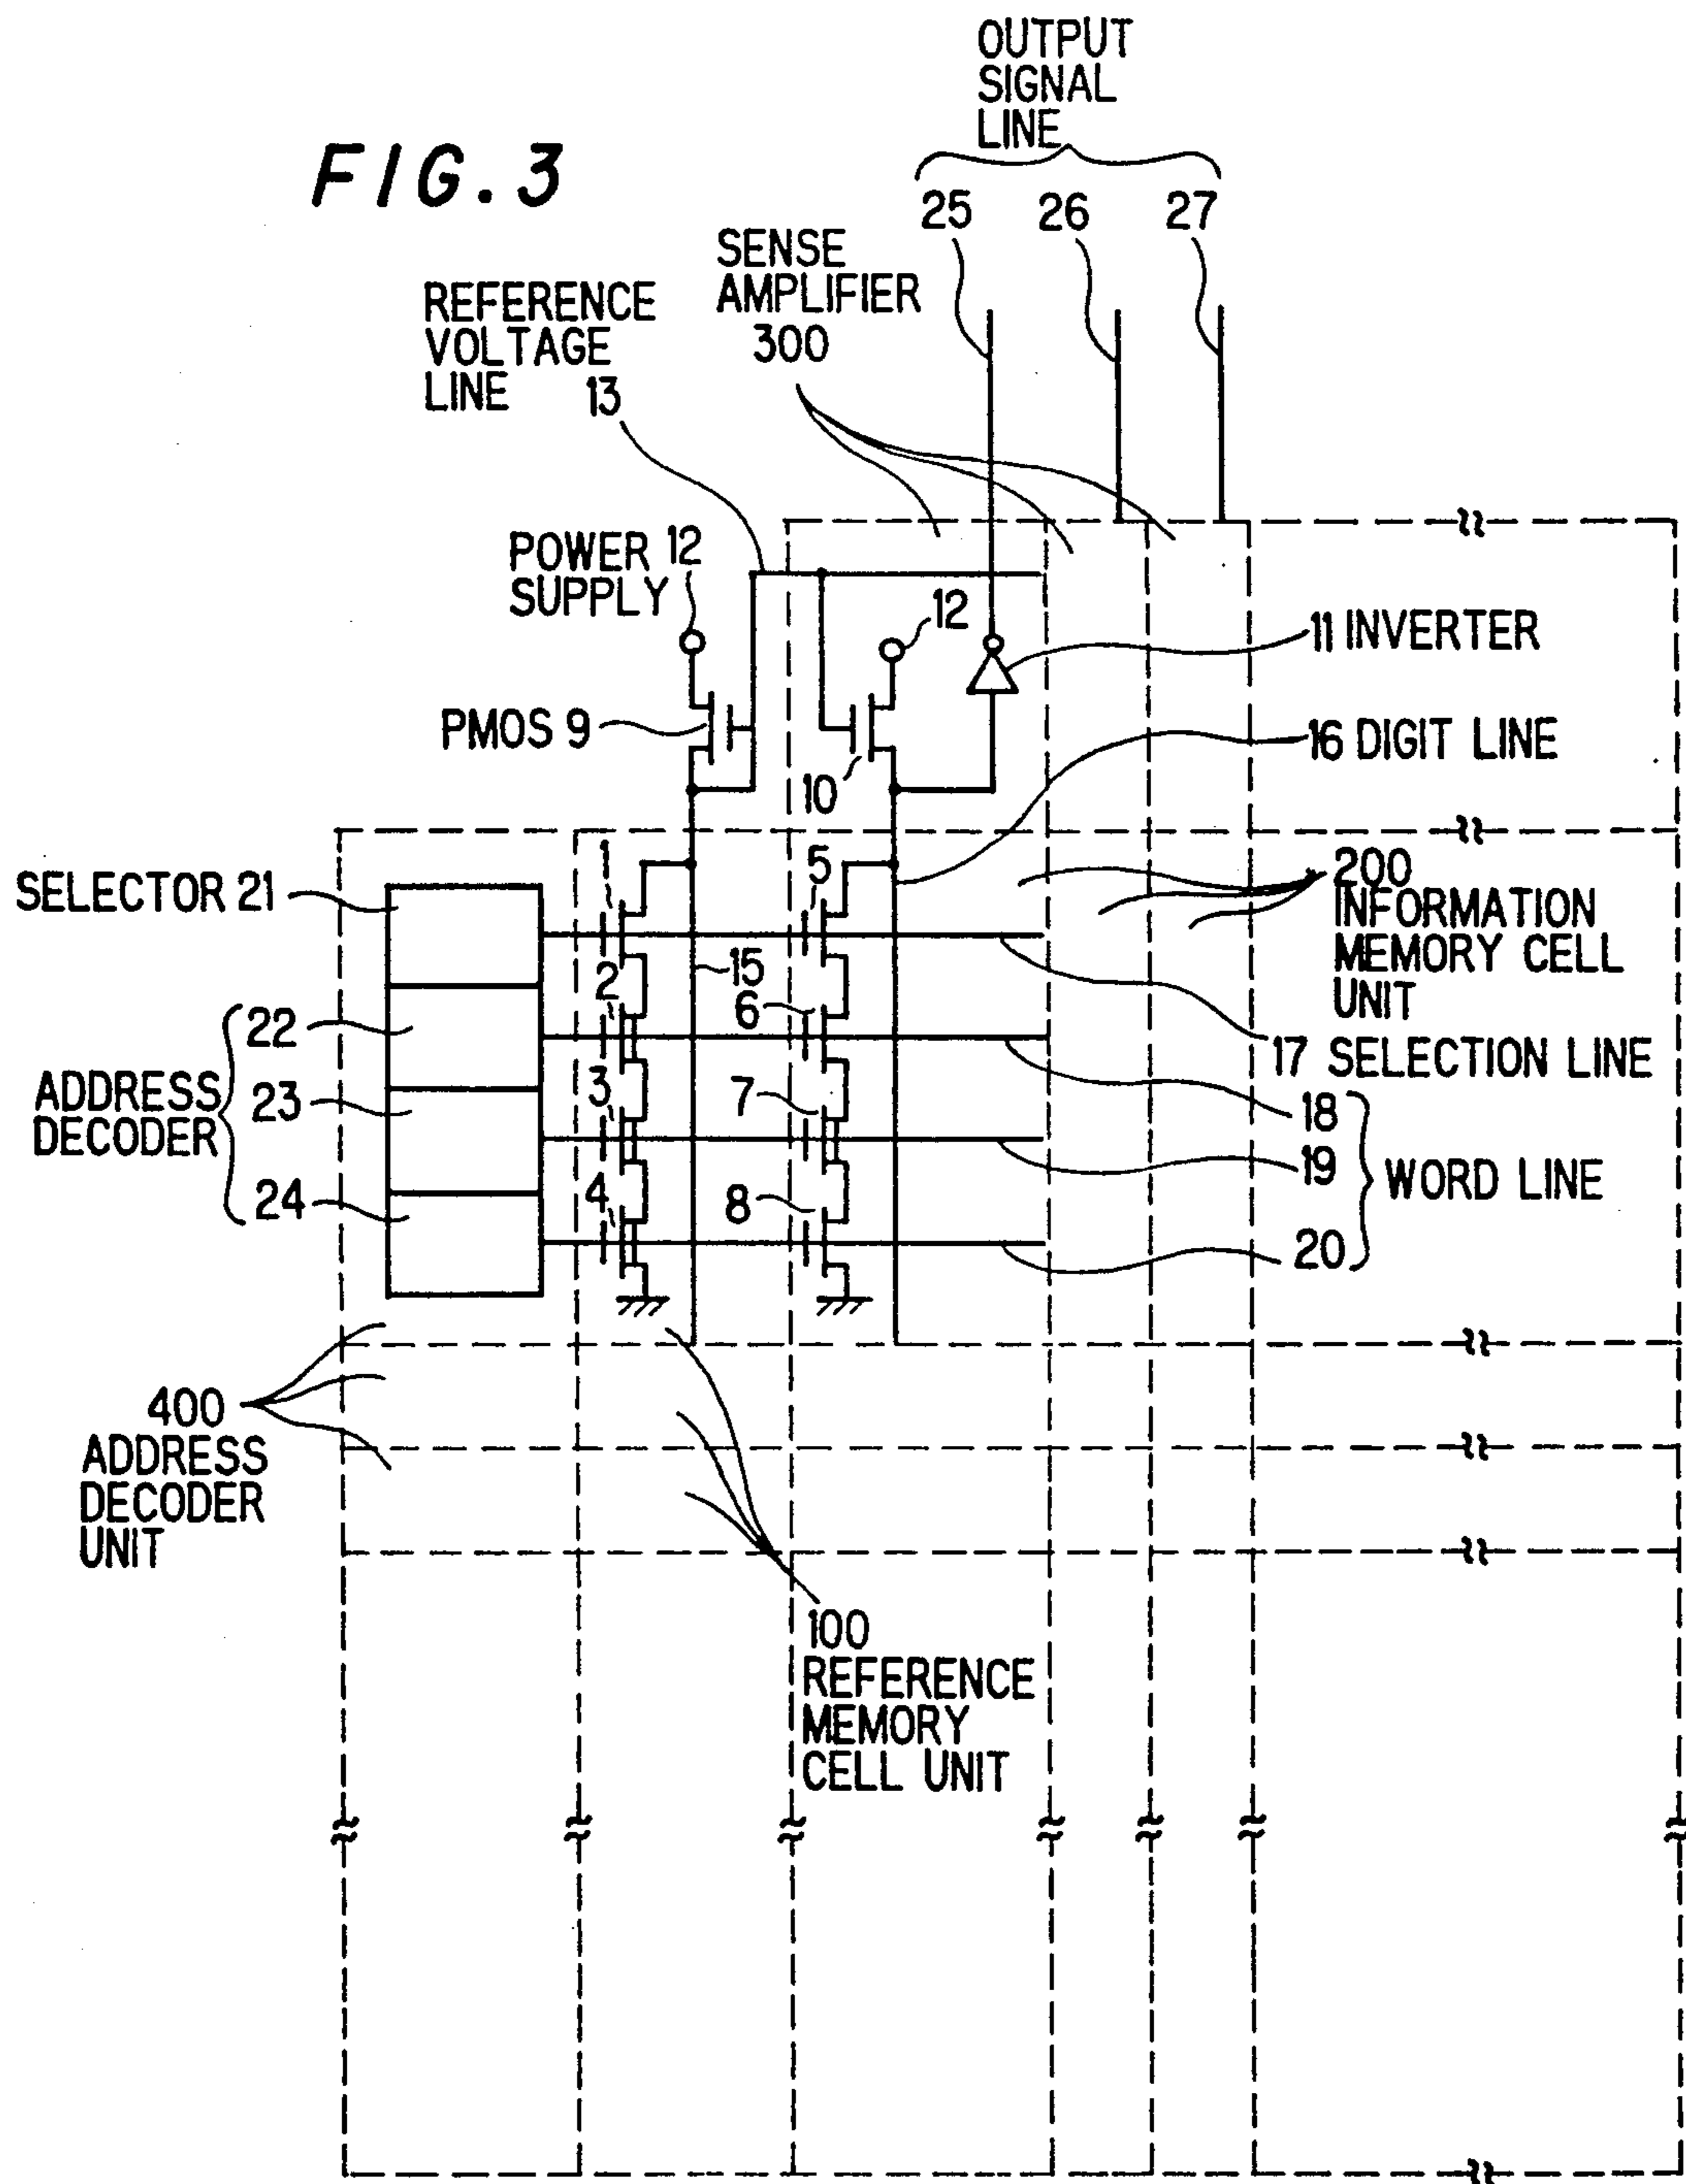 FIG. 3
OUTPUT
SIGNAL
LINE
25
26
27
SENSE
AMPLIFIER
300
REFERENCE
VOLTAGE
LINE 13
POWER 12
SUPPLY
12
11 INVERTER
PMOS 9
10
16 DIGIT LINE
SELECTOR 21
1
5
200
INFORMATION
MEMORY CELL
UNIT
2
15
6
22
17 SELECTION LINE
ADDRESS
DECODER
23
3
7
18
19
WORD LINE
24
4
8
20
400
ADDRESS
DECODER
UNIT
100
REFERENCE
MEMORY
CELL UNIT